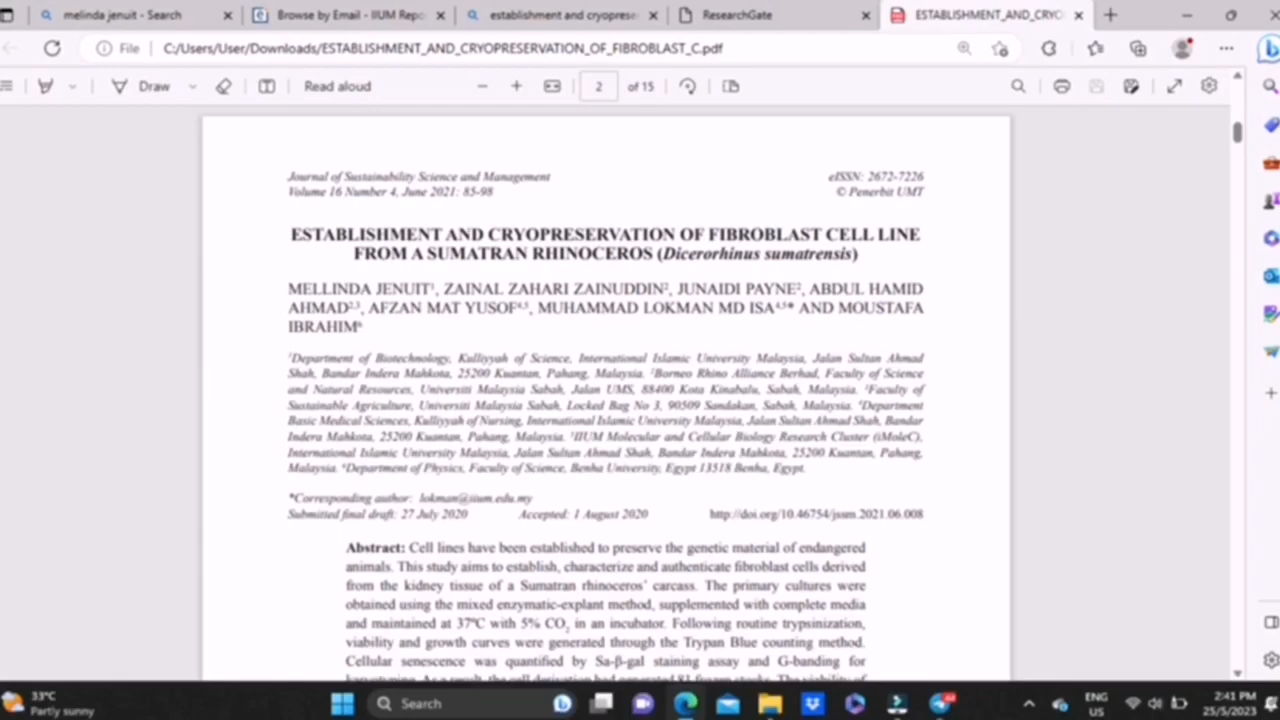 melinda jenuit - Search
Browse by Email - IIUM Repo
establishment and cryoprese
ResearchGate
ESTABLISHMENT_AND_CRYO
File
C:/Users/User/Downloads/ESTABLISHMENT_AND_CRYOPRESERVATION_OF_FIBROBLAST_C.pdf
Draw
Read aloud
2 of 15
Journal of Sustainability Science and Management
eISSN: 2672-7226
Volume 16 Number 4, June 2021: 85-98
© Penerbit UMT
ESTABLISHMENT AND CRYOPRESERVATION OF FIBROBLAST CELL LINE
FROM A SUMATRAN RHINOCEROS (Dicerorhinus sumatrensis)
MELLINDA JENUIT¹, ZAINAL ZAHARI ZAINUDDIN², JUNAIDI PAYNE², ABDUL HAMID
AHMAD²,³, AFZAN MAT YUSOF⁴,⁵, MUHAMMAD LOKMAN MD ISA⁴,⁵* AND MOUSTAFA
IBRAHIM⁶
¹Department of Biotechnology, Kulliyyah of Science, International Islamic University Malaysia, Jalan Sultan Ahmad
Shah, Bandar Indera Mahkota, 25200 Kuantan, Pahang, Malaysia. ²Borneo Rhino Alliance Berhad, Faculty of Science
and Natural Resources, Universiti Malaysia Sabah, Jalan UMS, 88400 Kota Kinabalu, Sabah, Malaysia. ³Faculty of
Sustainable Agriculture, Universiti Malaysia Sabah, Locked Bag No 3, 90509 Sandakan, Sabah, Malaysia. ⁴Department
Basic Medical Sciences, Kulliyyah of Nursing, International Islamic University Malaysia, Jalan Sultan Ahmad Shah, Bandar
Indera Mahkota, 25200 Kuantan, Pahang, Malaysia. ⁵IIUM Molecular and Cellular Biology Research Cluster (iMoleC),
International Islamic University Malaysia, Jalan Sultan Ahmad Shah, Bandar Indera Mahkota, 25200 Kuantan, Pahang,
Malaysia. ⁶Department of Physics, Faculty of Science, Benha University, Egypt 13518 Benha, Egypt.
*Corresponding author: lokman@iium.edu.my
Submitted final draft: 27 July 2020
Accepted: 1 August 2020
http://doi.org/10.46754/jssm.2021.06.008
Abstract: Cell lines have been established to preserve the genetic material of endangered
animals. This study aims to establish, characterize and authenticate fibroblast cells derived
from the kidney tissue of a Sumatran rhinoceros' carcass. The primary cultures were
obtained using the mixed enzymatic-explant method, supplemented with complete media
and maintained at 37ºC with 5% CO₂ in an incubator. Following routine trypsinization,
viability and growth curves were generated through the Trypan Blue counting method.
Cellular senescence was quantified by Sa-β-gal staining assay and G-banding for
karyotyping. As a result, the cell derivation had generated 81 frozen stocks. The viability of
33°C
Partly sunny
Search
ENG
US
2:41 PM
25/5/2023